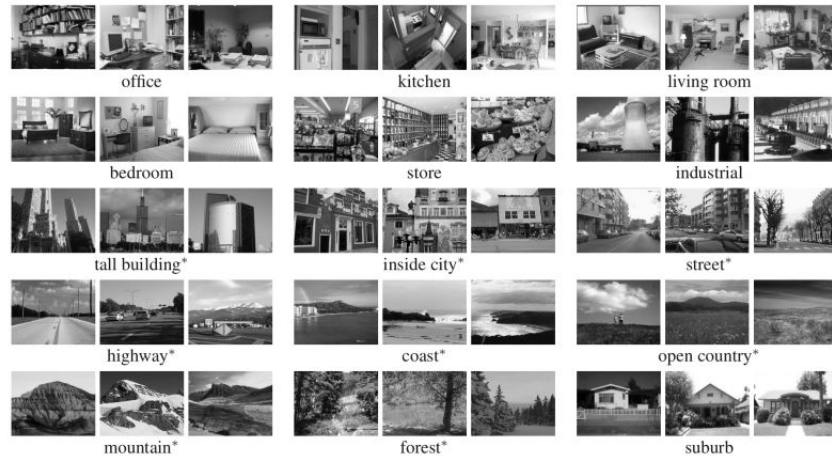 office kitchen living room
bedroom store industrial
tall building* inside city* street*
highway* coast* open country*
mountain* forest* suburb